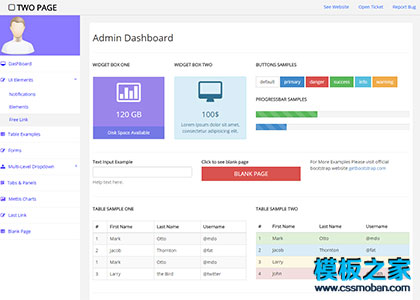 TWO PAGE
See Website Open Ticket Report Bug
Dashboard
UI Elements
Notifications
Elements
Free Link
Table Examples
Forms
Multi-Level Dropdown
Tabs & Panels
Mettis Charts
Last Link
Blank Page
Admin Dashboard
WIDGET BOX ONE
120 GB
Disk Space Available
WIDGET BOX TWO
100$
Lorem ipsum dolor sit amet,
consectetur adipiscing elit
BUTTONS SAMPLES
default primary danger success info warning
PROGRESSBAR SAMPLES
Text Input Example
Help text here.
Click to see blank page
BLANK PAGE
For More Examples Please visit official
bootstrap website getbootstrap.com
TABLE SAMPLE ONE
# First Name Last Name Username
1 Mark Otto @mdo
2 Jacob Thornton @fat
3 Mark Otto @mdo
3 Larry the Bird @twitter
TABLE SAMPLE TWO
# First Name Last Name Username
1 Mark Otto @mdo
2 Jacob Thornton @fat
3 Larry
4 John
模板之家
www.cssmoban.com